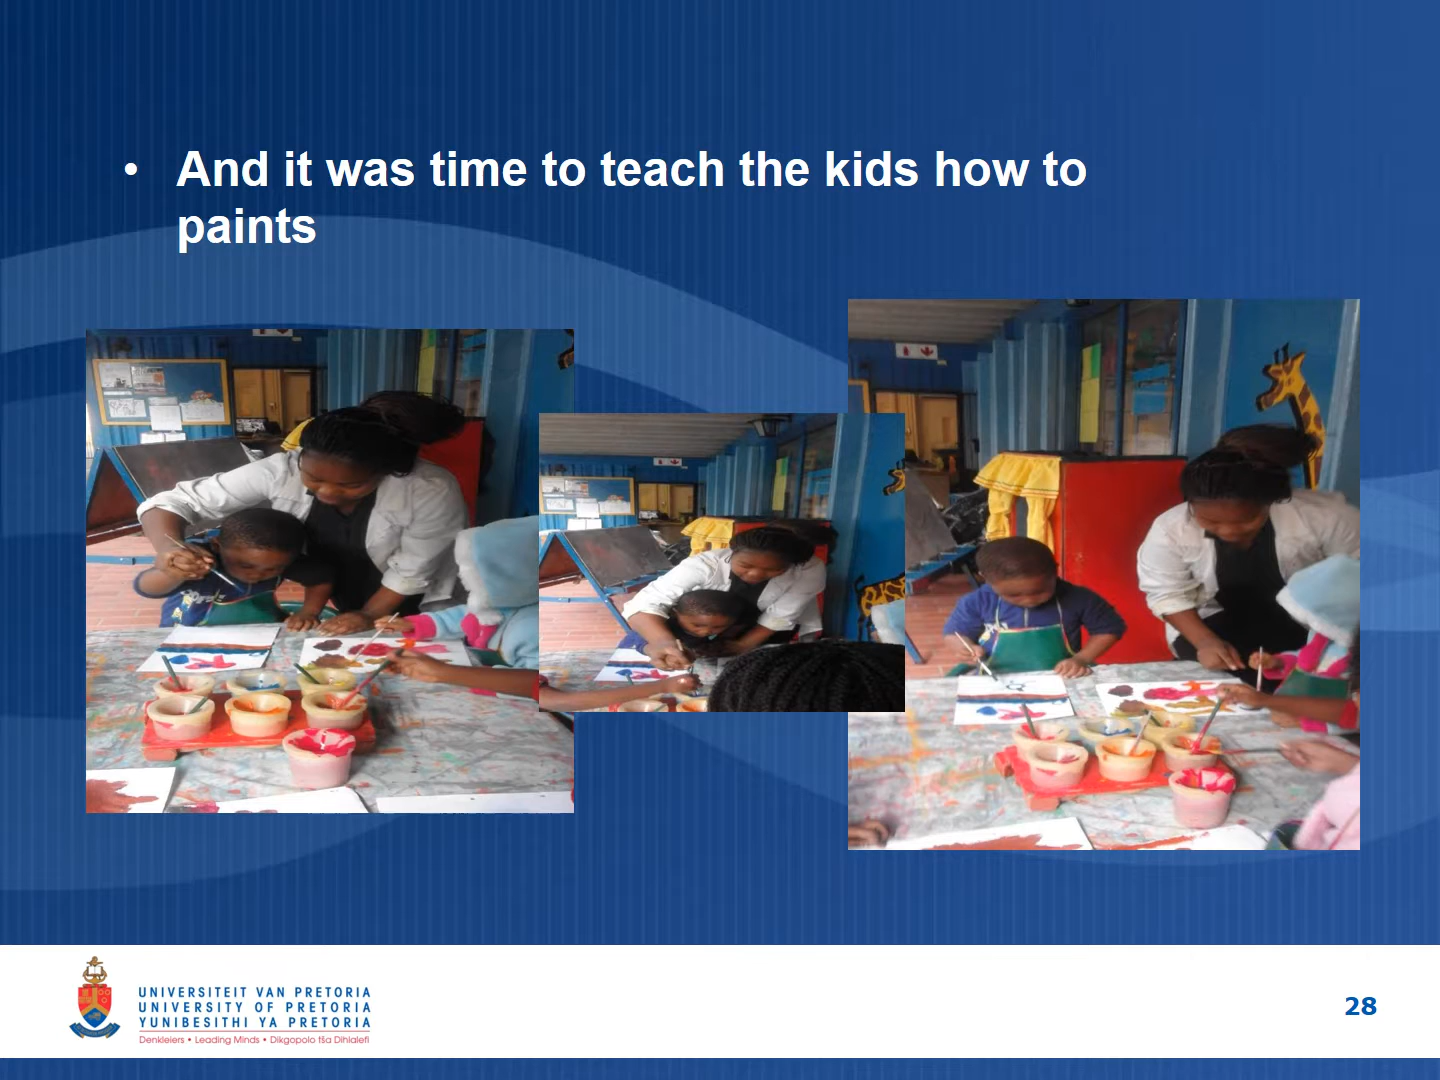 • And it was time to teach the kids how to
paints
UNIVERSITEIT VAN PRETORIA
UNIVERSITY OF PRETORIA
YUNIBESITHI YA PRETORIA
Denkleiers • Leading Minds • Dikgopolo tša Dihlalefi
28